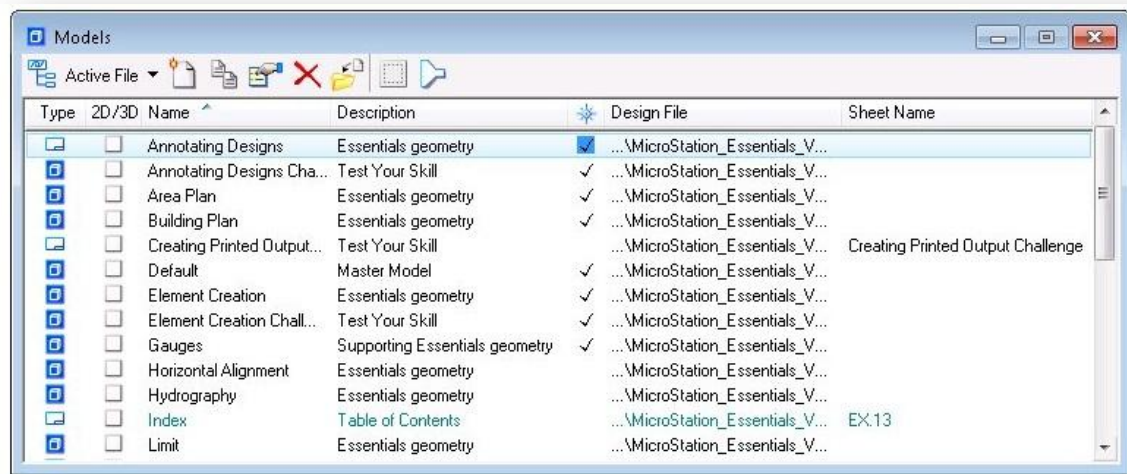 Models
Active File
Type 2D/3D Name Description Design File Sheet Name
Annotating Designs Essentials geometry ✓ ...\MicroStation_Essentials_V...
Annotating Designs Cha... Test Your Skill ✓ ...\MicroStation_Essentials_V...
Area Plan Essentials geometry ✓ ...\MicroStation_Essentials_V...
Building Plan Essentials geometry ✓ ...\MicroStation_Essentials_V...
Creating Printed Output... Test Your Skill ...\MicroStation_Essentials_V... Creating Printed Output Challenge
Default Master Model ✓ ...\MicroStation_Essentials_V...
Element Creation Essentials geometry ✓ ...\MicroStation_Essentials_V...
Element Creation Chall... Test Your Skill ✓ ...\MicroStation_Essentials_V...
Gauges Supporting Essentials geometry ✓ ...\MicroStation_Essentials_V...
Horizontal Alignment Essentials geometry ...\MicroStation_Essentials_V...
Hydrography Essentials geometry ...\MicroStation_Essentials_V...
Index Table of Contents ...\MicroStation_Essentials_V... EX.13
Limit Essentials geometry ...\MicroStation_Essentials_V...